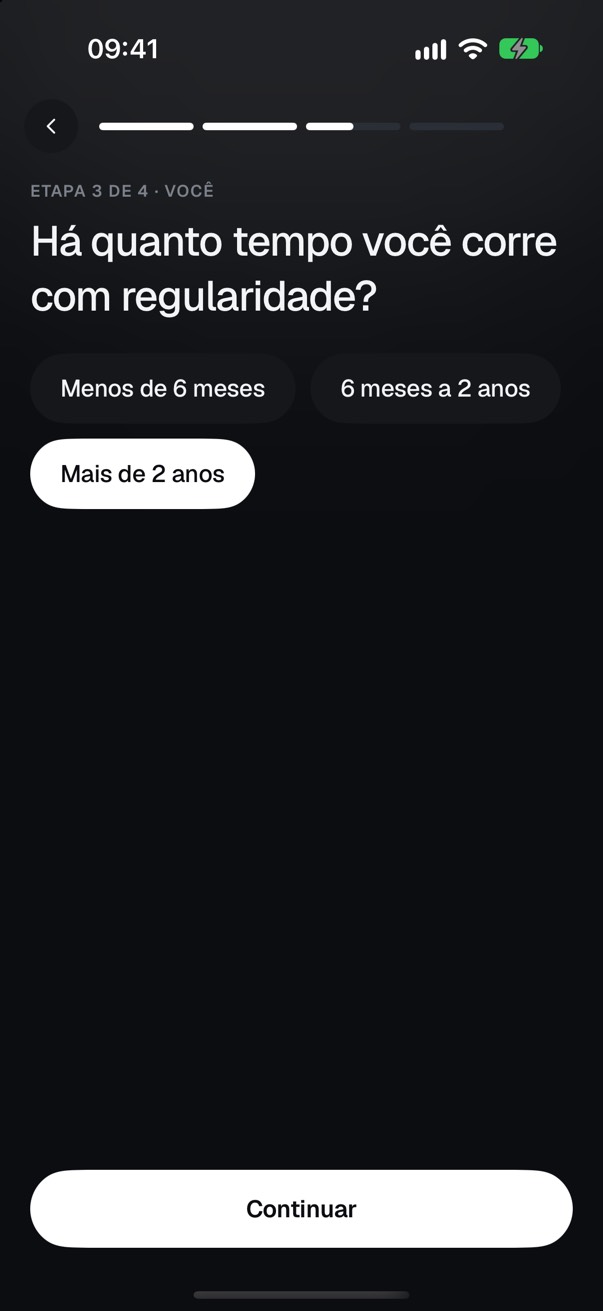 09:41
ETAPA 3 DE 4 · VOCÊ
Há quanto tempo você corre
com regularidade?
Menos de 6 meses
6 meses a 2 anos
Mais de 2 anos
Continuar